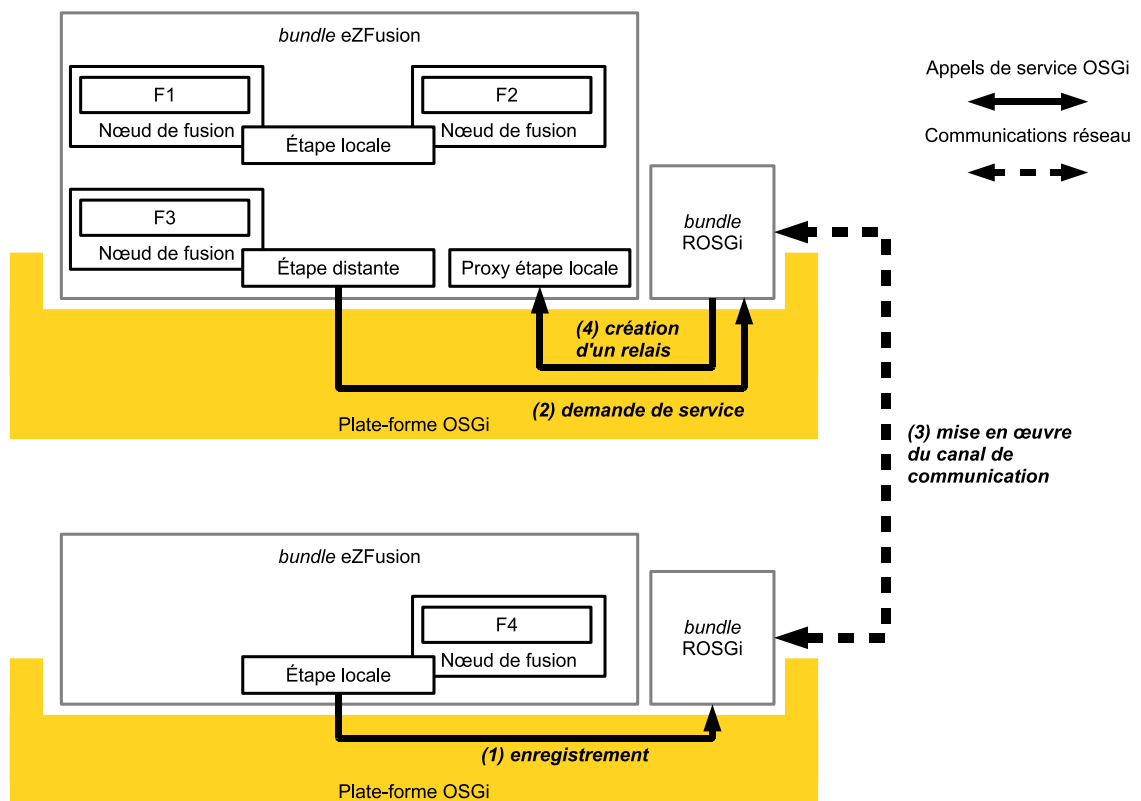 bundle eZFusion
F1
Nœud de fusion
F2
Nœud de fusion
Étape locale
F3
Nœud de fusion
Étape distante
Proxy étape locale
bundle
ROSGi
(4) création
d'un relais
(2) demande de service
Plate-forme OSGi
Appels de service OSGi
Communications réseau
(3) mise en œuvre
du canal de
communication
bundle eZFusion
F4
Nœud de fusion
Étape locale
bundle
ROSGi
(1) enregistrement
Plate-forme OSGi